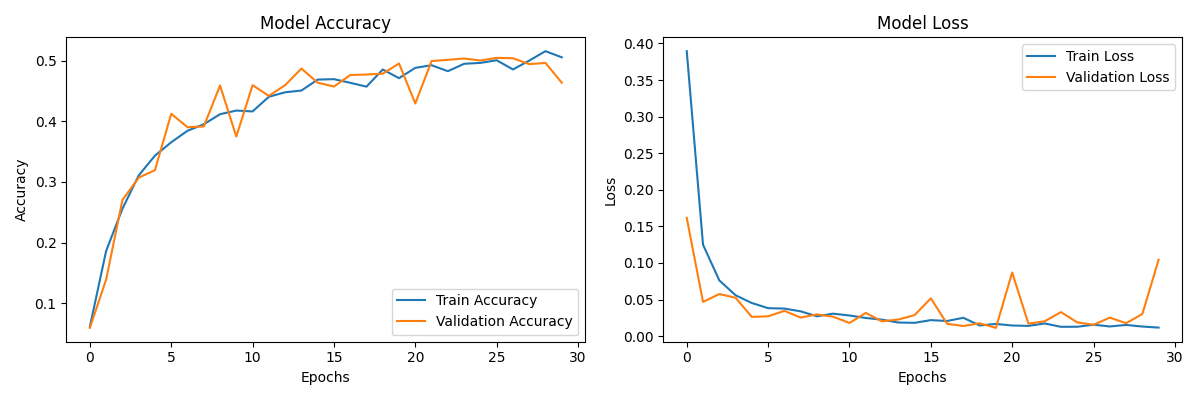 Model Accuracy
Accuracy
0.5
0.4
0.3
0.2
0.1
Train Accuracy
Validation Accuracy
0 5 10 15 20 25 30
Epochs
Model Loss
Loss
0.40
0.35
0.30
0.25
0.20
0.15
0.10
0.05
0.00
Train Loss
Validation Loss
0 5 10 15 20 25 30
Epochs